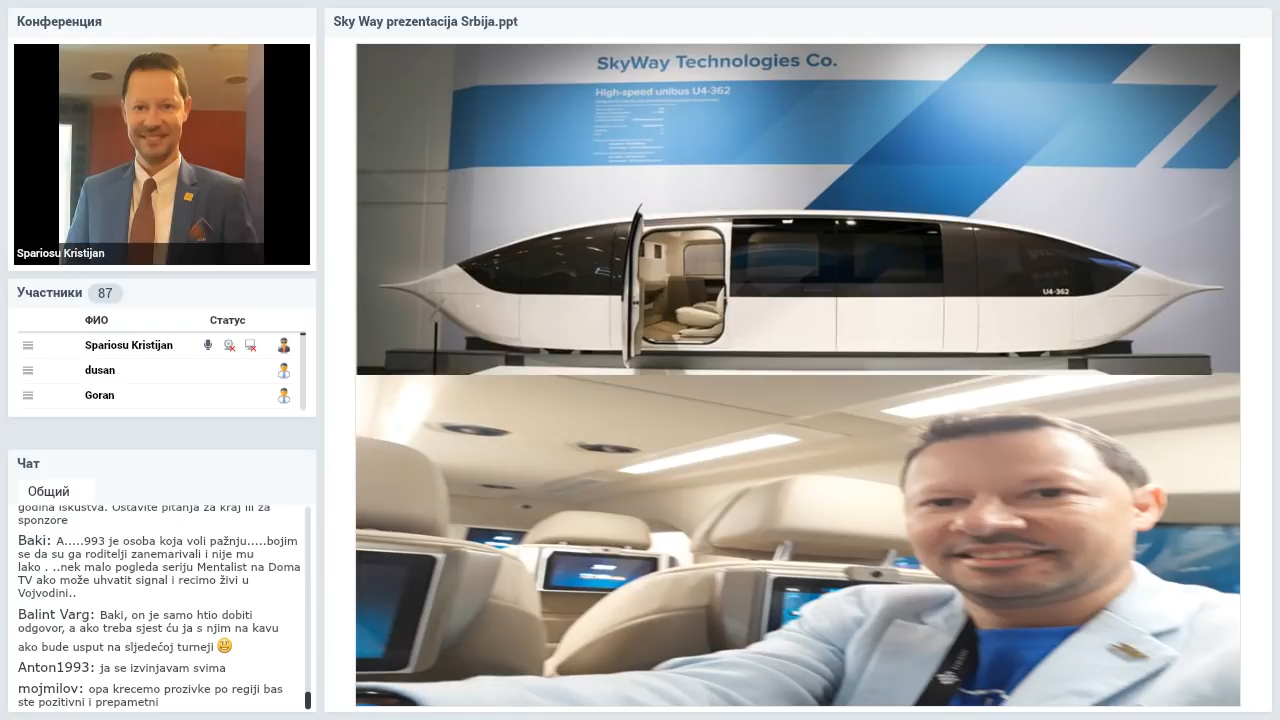 Конференция
Spariosu Kristijan
Участники 87
ФИО Статус
Spariosu Kristijan
dusan
Goran
Чат
Общий
godina iskustva. Ostavite pitanja za kraj ili za
sponzore
Baki: A.....993 je osoba koja voli pažnju.....bojim
se da su ga roditelji zanemarivali i nije mu
lako . ..nek malo pogleda seriju Mentalist na Doma
TV ako može uhvatit signal i recimo živi u
Vojvodini..
Balint Varg: Baki, on je samo htio dobiti
odgovor, a ako treba sjest ću ja s njim na kavu
ako bude usput na sljedećoj turneji
Anton1993: ja se izvinjavam svima
mojmilov: opa krecemo prozivke po regiji bas
ste pozitivni i prepametni
Sky Way prezentacija Srbija.ppt
SkyWay Technologies Co.
High-speed unibus U4-362
U4-362